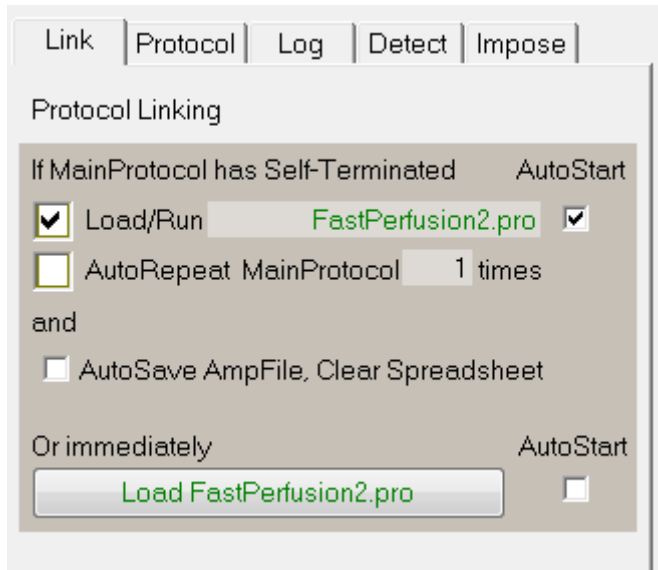 Link Protocol Log Detect Impose
Protocol Linking
If MainProtocol has Self-Terminated AutoStart
Load/Run FastPerfusion2.pro
AutoRepeat MainProtocol 1 times
and
AutoSave AmpFile, Clear Spreadsheet
Or immediately AutoStart
Load FastPerfusion2.pro